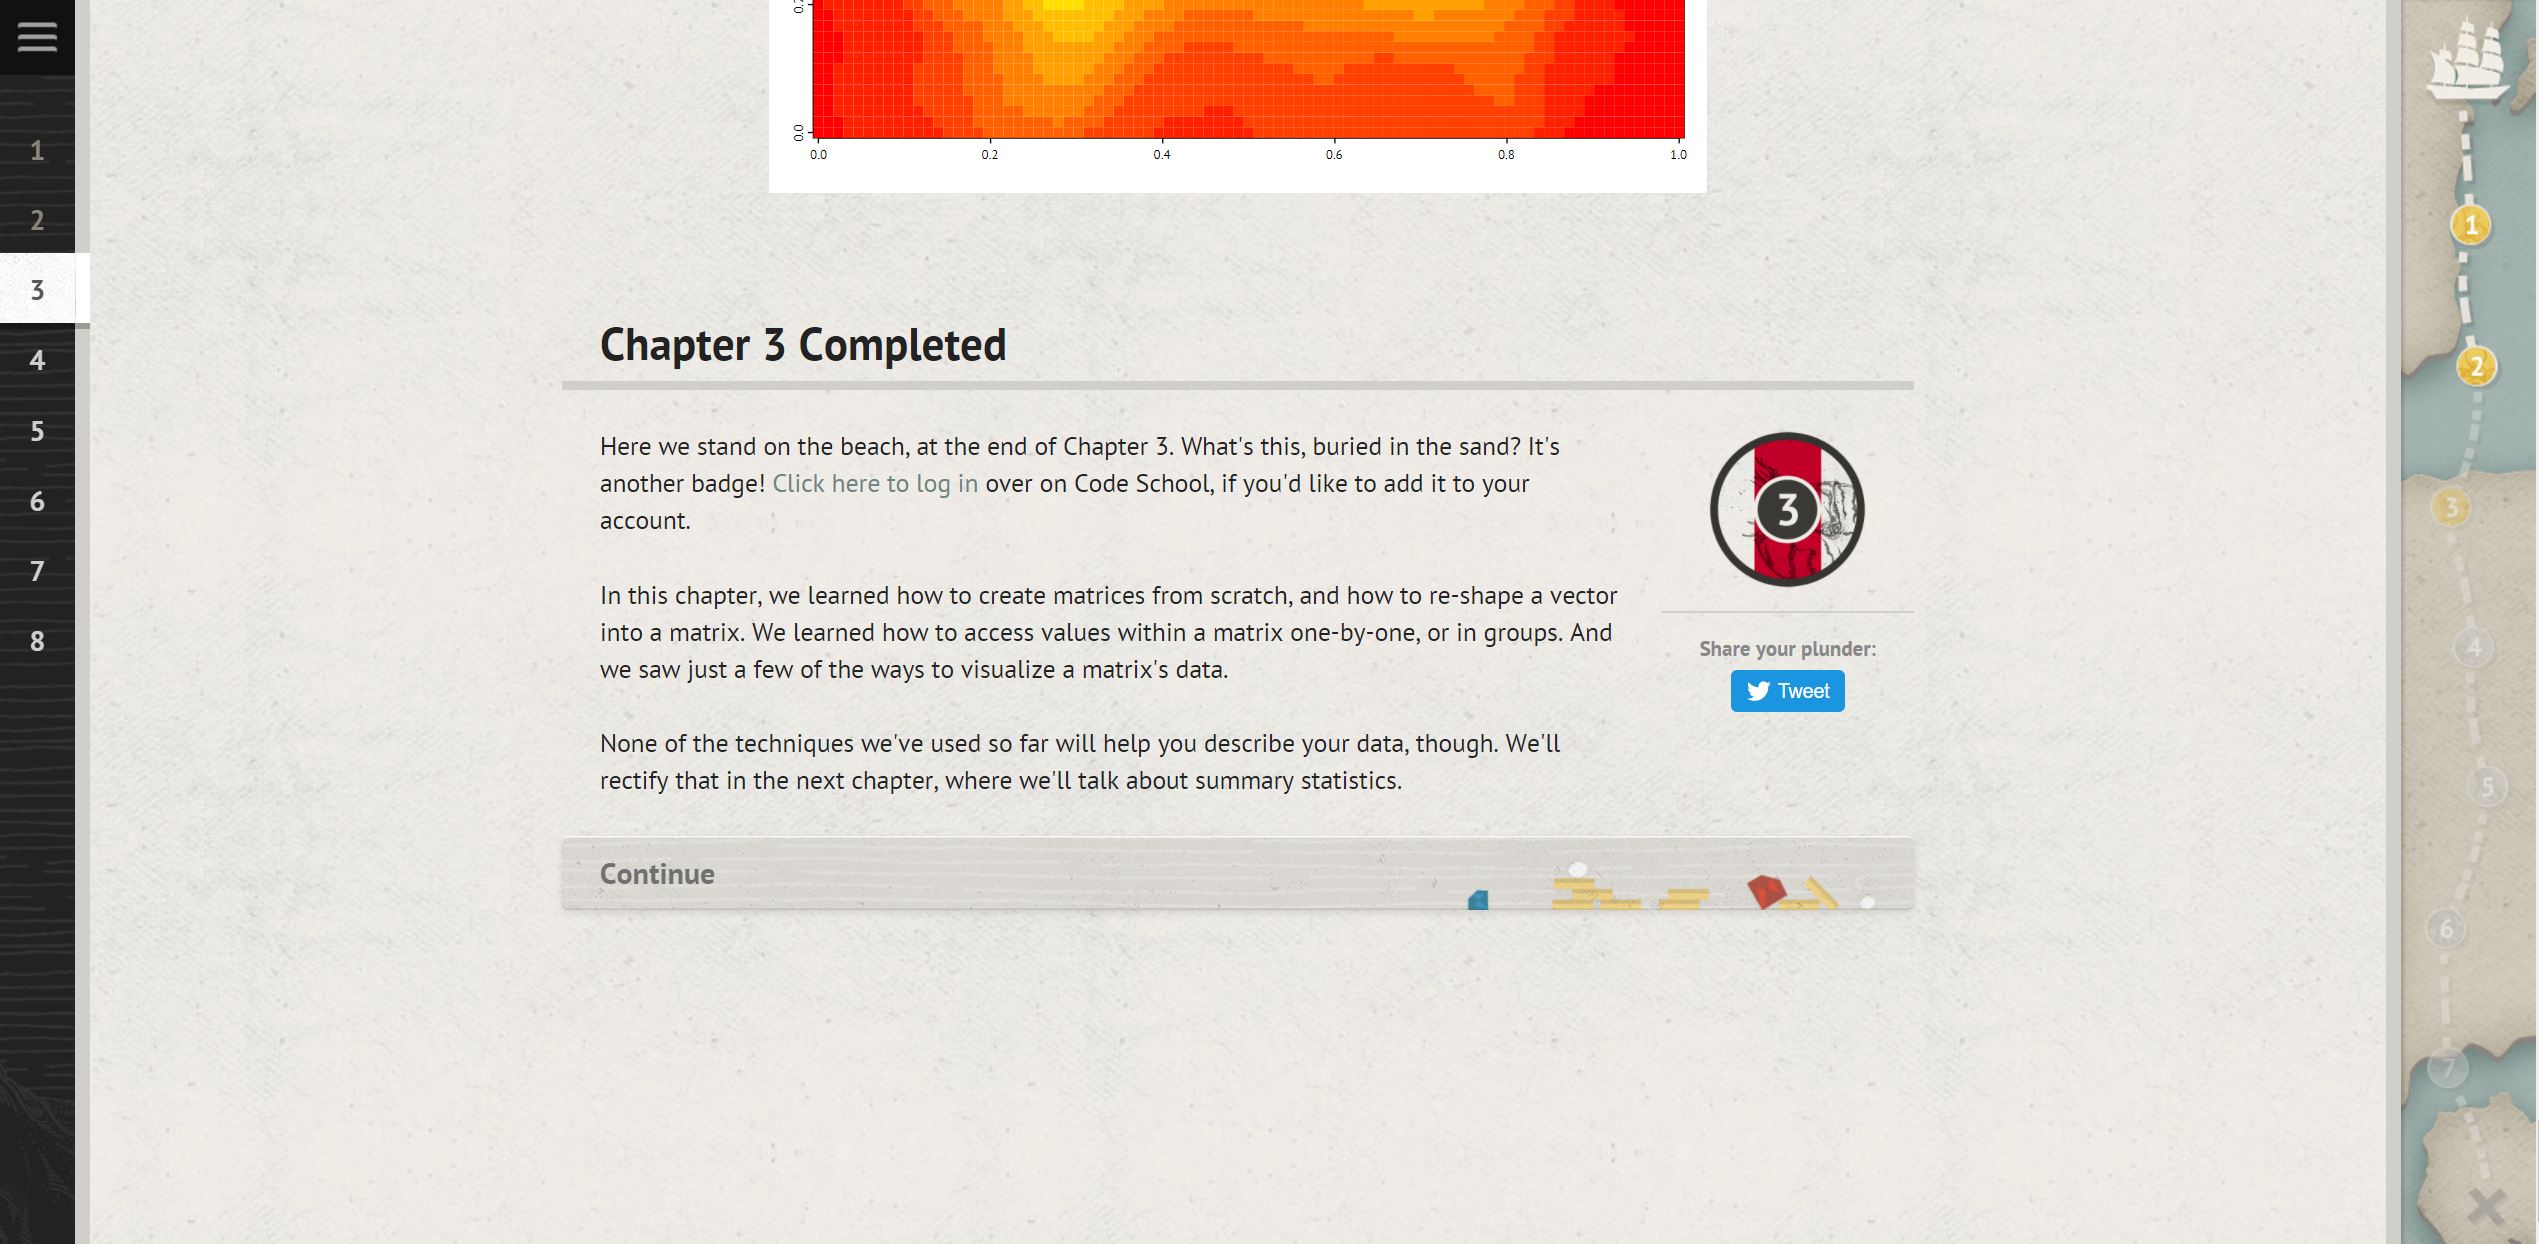 1
2
3
4
5
6
7
8
0.0
0.0
0.2
0.4
0.6
0.8
1.0
Chapter 3 Completed
Here we stand on the beach, at the end of Chapter 3. What's this, buried in the sand? It's
another badge! Click here to log in over on Code School, if you'd like to add it to your
account.
In this chapter, we learned how to create matrices from scratch, and how to re-shape a vector
into a matrix. We learned how to access values within a matrix one-by-one, or in groups. And
we saw just a few of the ways to visualize a matrix's data.
None of the techniques we've used so far will help you describe your data, though. We'll
rectify that in the next chapter, where we'll talk about summary statistics.
3
Share your plunder:
Tweet
Continue
1
2
3
4
5
6
7